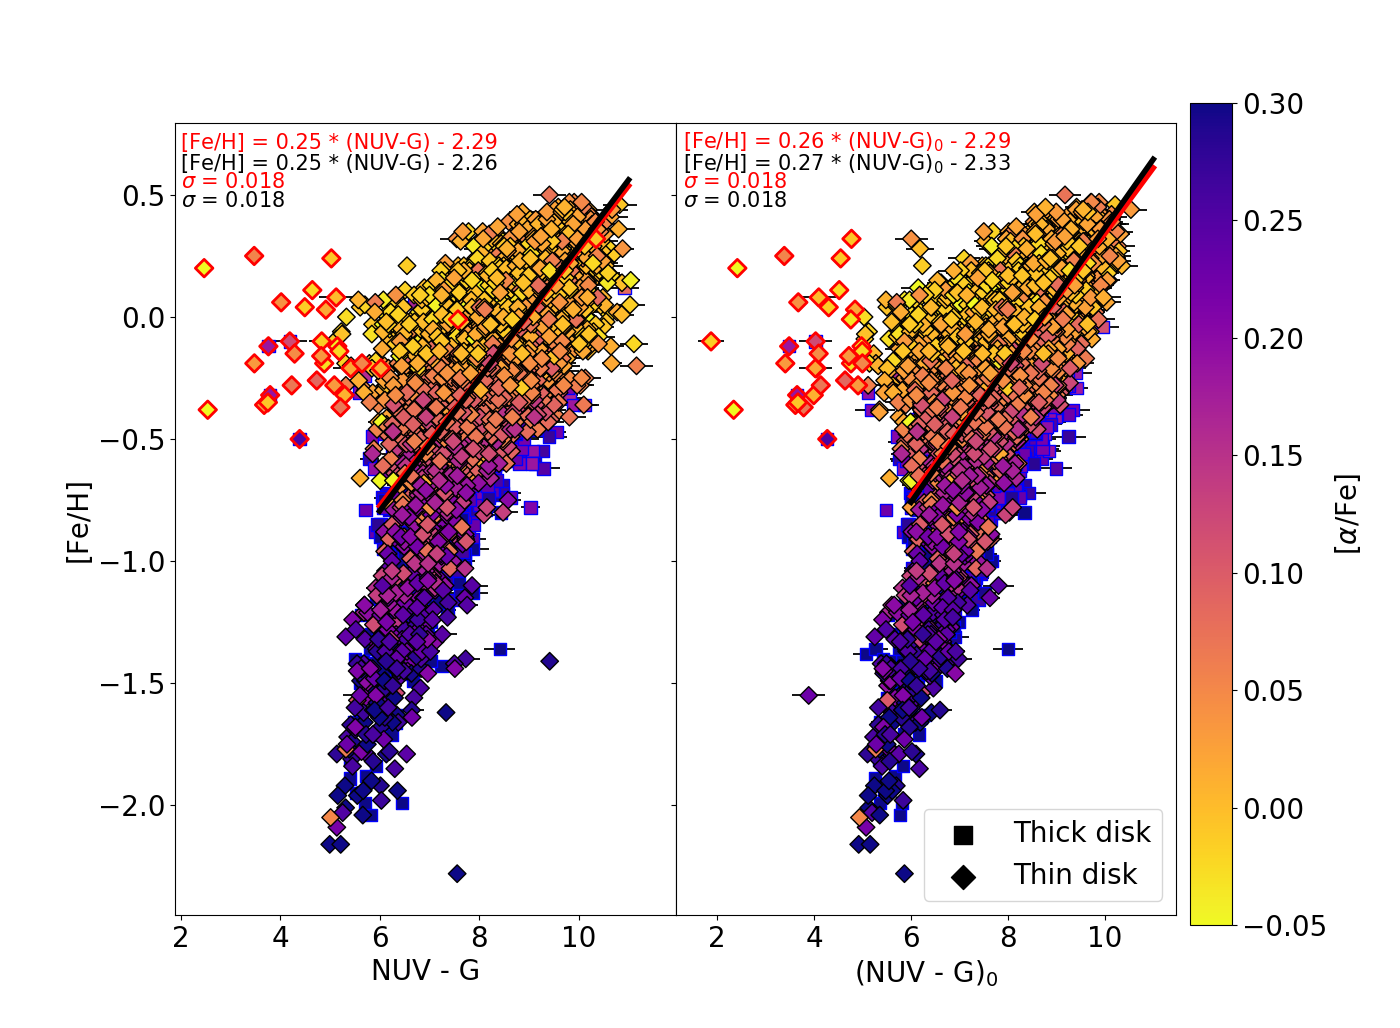 [Fe/H] = 0.25 * (NUV-G) - 2.29
[Fe/H] = 0.25 * (NUV-G) - 2.26
σ = 0.018
σ = 0.018
[Fe/H] = 0.26 * (NUV-G)₀ - 2.29
[Fe/H] = 0.27 * (NUV-G)₀ - 2.33
σ = 0.018
σ = 0.018
0.5
0.0
−0.5
−1.0
−1.5
−2.0
[Fe/H]
2 4 6 8 10
NUV - G
2 4 6 8 10
(NUV - G)₀
Thick disk
Thin disk
0.30
0.25
0.20
0.15
0.10
0.05
0.00
−0.05
[α/Fe]